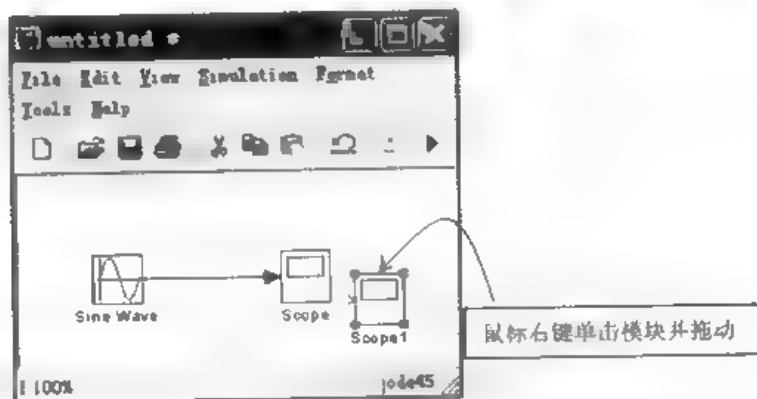 untitled *
File Edit View Simulation Format
Tools Help
Sine Wave
Scope
Scope1
鼠标右键单击模块并拖动
100%
ode45